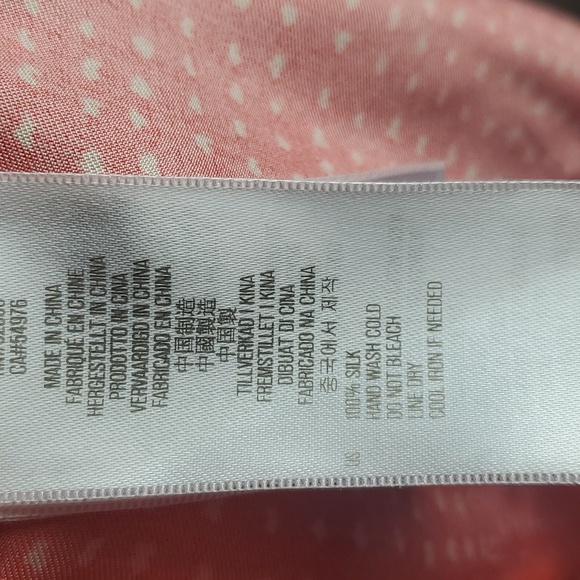 CA#54976
MADE IN CHINA
FABRIQUÉ EN CHINE
HERGESTELLT IN CHINA
PRODOTTO IN CINA
VERVAARDIGD IN CHINA
FABRICADO EN CHINA
中国制造
中國製造
中国製
TILLVERKAD I KINA
FREMSTILLET I KINA
DIBUAT DI CINA
FABRICADO NA CHINA
중국에서 제작
US 100% SILK
HAND WASH COLD
DO NOT BLEACH
LINE DRY
COOL IRON IF NEEDED